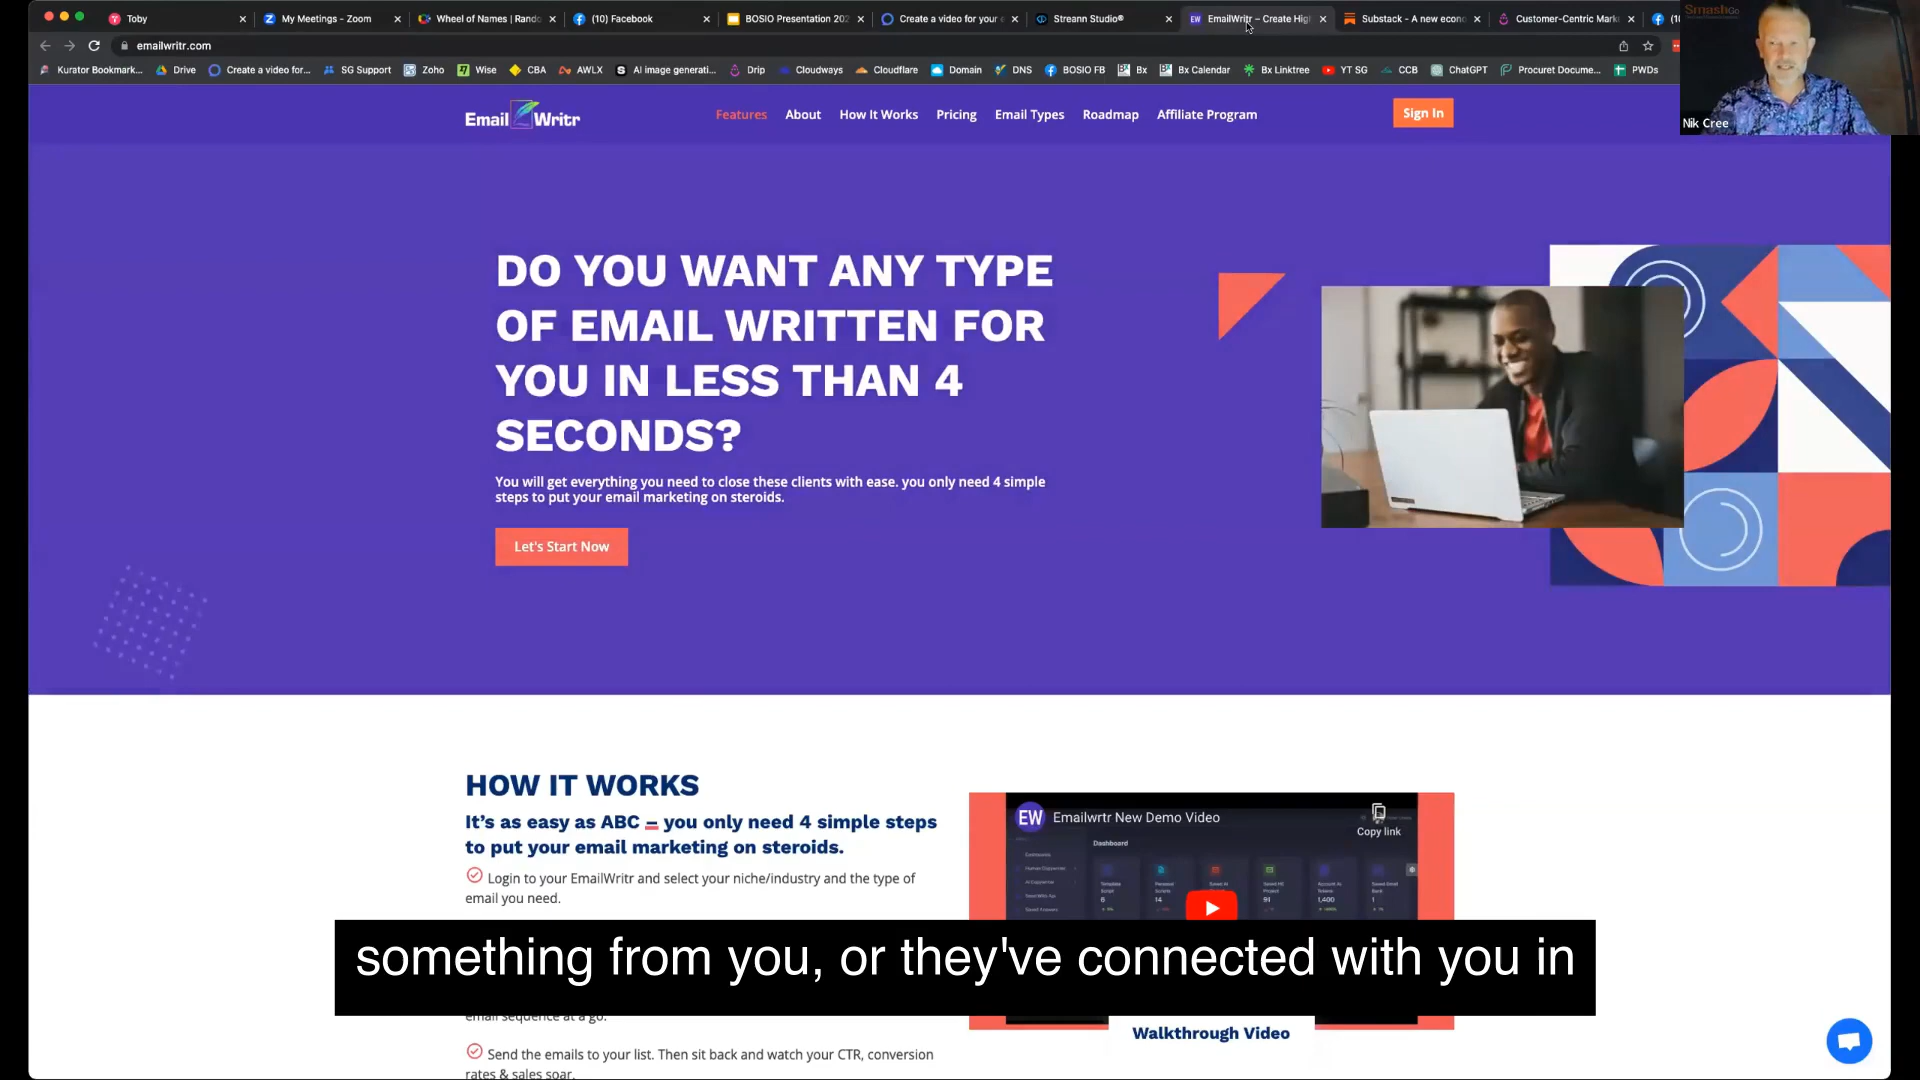 Toby
My Meetings - Zoom
Wheel of Names | Rando
(10) Facebook
BOSIO Presentation 202
Create a video for your o
Streann Studio®
EmailWritr – Create High
Substack - A new econo
Customer-Centric Mark
emailwritr.com
Kurator Bookmark...
Drive
Create a video for...
SG Support
Zoho
Wise
CBA
AWLX
AI image generati...
Drip
Cloudways
Cloudflare
Domain
DNS
BOSIO FB
Bx
Bx Calendar
Bx Linktree
YT SG
CCB
ChatGPT
Procuret Docume...
PWDs
Nik Cree
Email Writr
Features
About
How It Works
Pricing
Email Types
Roadmap
Affiliate Program
Sign In
DO YOU WANT ANY TYPE
OF EMAIL WRITTEN FOR
YOU IN LESS THAN 4
SECONDS?
You will get everything you need to close these clients with ease. you only need 4 simple
steps to put your email marketing on steroids.
Let's Start Now
HOW IT WORKS
It's as easy as ABC – you only need 4 simple steps
to put your email marketing on steroids.
Login to your EmailWritr and select your niche/industry and the type of
email you need.
EW Emailwrtr New Demo Video
Copy link
Dashboard
something from you, or they've connected with you in
email sequence at a go.
Walkthrough Video
Send the emails to your list. Then sit back and watch your CTR, conversion
rates & sales soar.